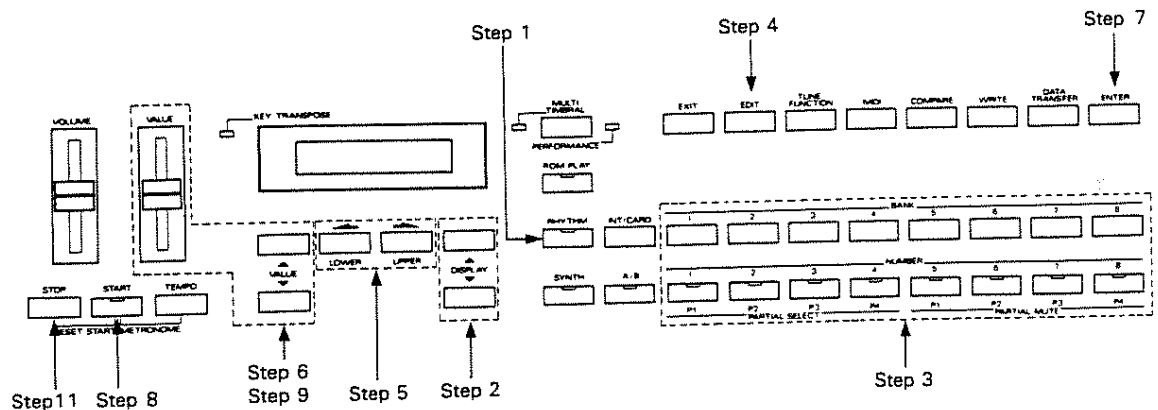 Step 1
Step 4
Step 7
VOLUME
VALUE
KEY TRANSPOSE
MULTI
TIMBRAL
PERFORMANCE
EXIT
EDIT
TUNE
FUNCTION
MIDI
COMPARE
WRITE
DATA
TRANSFER
ENTER
ROM PLAY
RHYTHM
INT/CARD
BANK
1 2 3 4 5 6 7 8
VALUE
LOWER
UPPER
DISPLAY
SYNTH
A·B
NUMBER
1 2 3 4 5 6 7 8
P1 P2 P3 P4 P1 P2 P3 P4
PARTIAL SELECT
PARTIAL MUTE
STOP
START
TEMPO
METRONOME
Step11
Step 8
Step 6
Step 9
Step 5
Step 2
Step 3